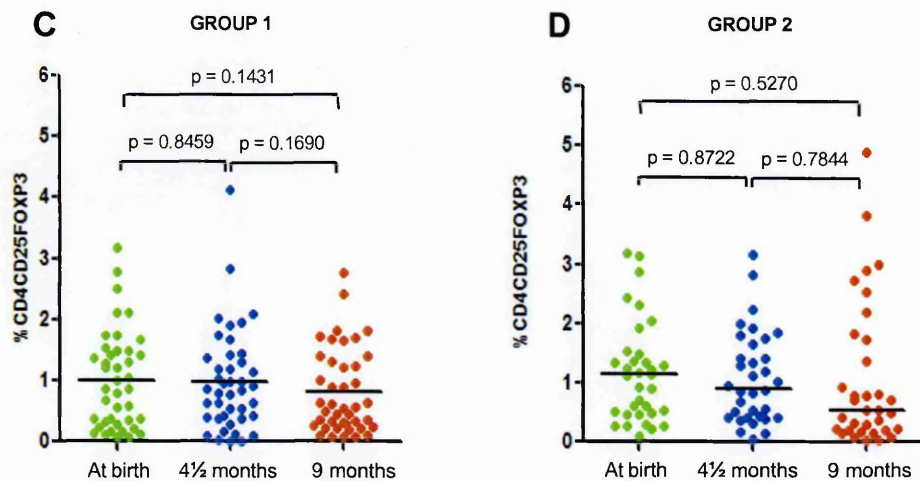 C
GROUP 1
p = 0.1431
p = 0.8459
p = 0.1690
% CD4CD25FOXP3
6
5
4
3
2
1
0
At birth
4½ months
9 months
D
GROUP 2
p = 0.5270
p = 0.8722
p = 0.7844
% CD4CD25FOXP3
6
5
4
3
2
1
0
At birth
4½ months
9 months